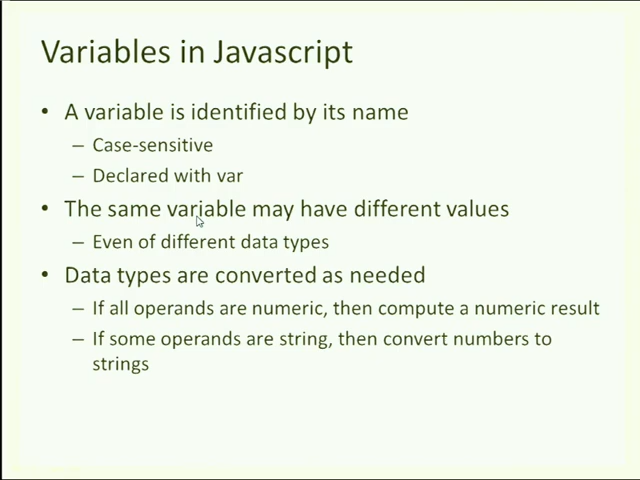 Variables in Javascript
• A variable is identified by its name
– Case-sensitive
– Declared with var
• The same variable may have different values
– Even of different data types
• Data types are converted as needed
– If all operands are numeric, then compute a numeric result
– If some operands are string, then convert numbers to
strings